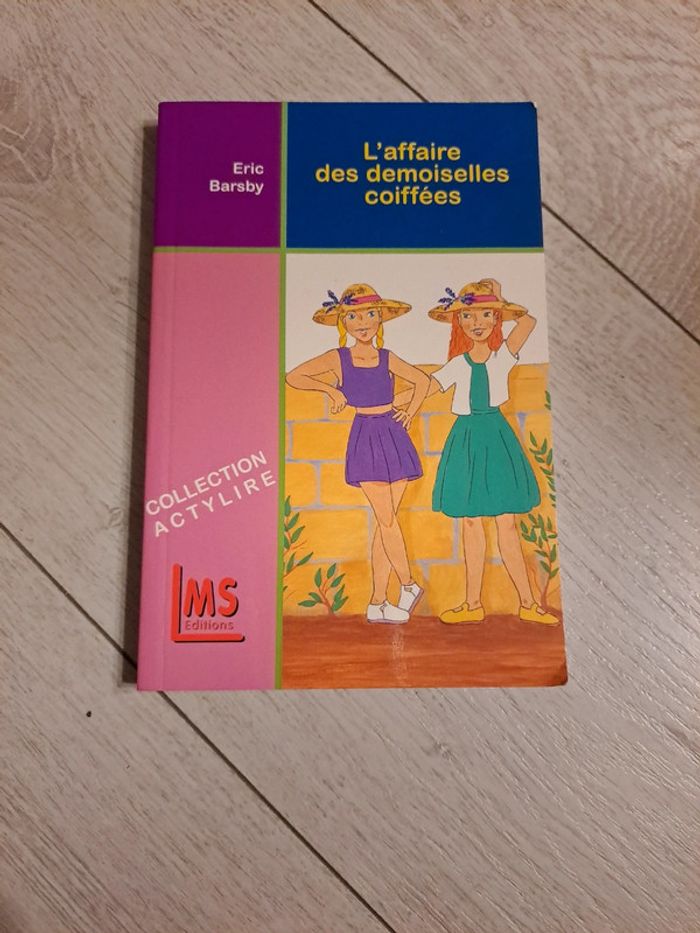 Eric
Barsby
L'affaire
des demoiselles
coiffées
COLLECTION
ACTYLIRE
LMS
Editions